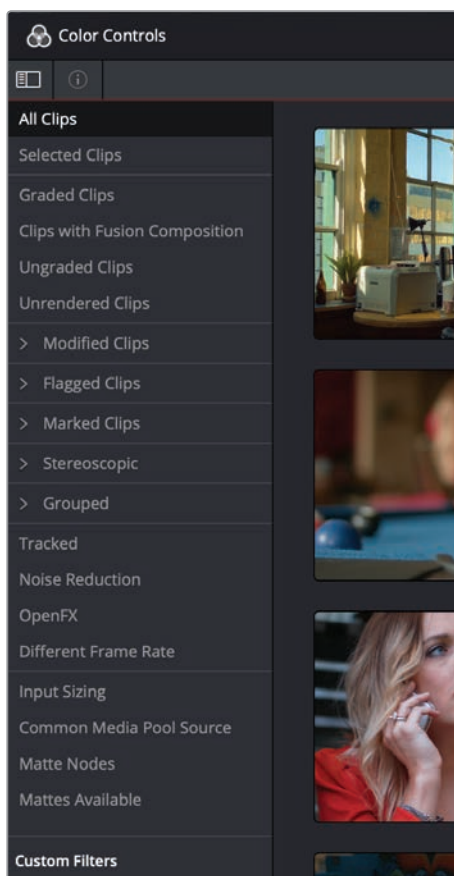 Color Controls
All Clips
Selected Clips
Graded Clips
Clips with Fusion Composition
Ungraded Clips
Unrendered Clips
> Modified Clips
> Flagged Clips
> Marked Clips
> Stereoscopic
> Grouped
Tracked
Noise Reduction
OpenFX
Different Frame Rate
Input Sizing
Common Media Pool Source
Matte Nodes
Mattes Available
Custom Filters